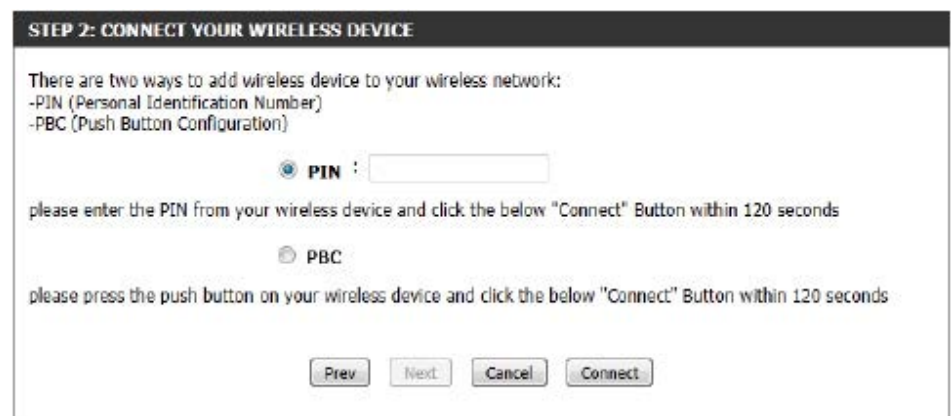 STEP 2: CONNECT YOUR WIRELESS DEVICE
There are two ways to add wireless device to your wireless network:
-PIN (Personal Identification Number)
-PBC (Push Button Configuration)
PIN :
please enter the PIN from your wireless device and click the below "Connect" Button within 120 seconds
PBC
please press the push button on your wireless device and click the below "Connect" Button within 120 seconds
Prev Next Cancel Connect